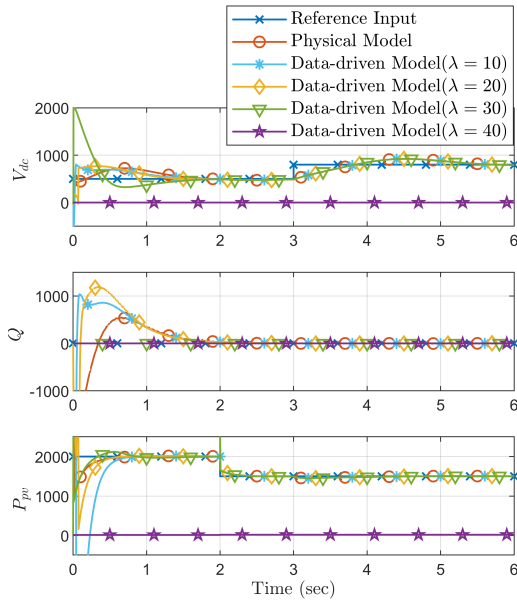 Reference Input
Physical Model
Data-driven Model(λ = 10)
Data-driven Model(λ = 20)
Data-driven Model(λ = 30)
Data-driven Model(λ = 40)
2000
1000
0
V_dc
0 1 2 3 4 5 6
Time (sec)
1000
0
-1000
Q
0 1 2 3 4 5 6
2000
1000
0
P_pv
0 1 2 3 4 5 6
Time (sec)